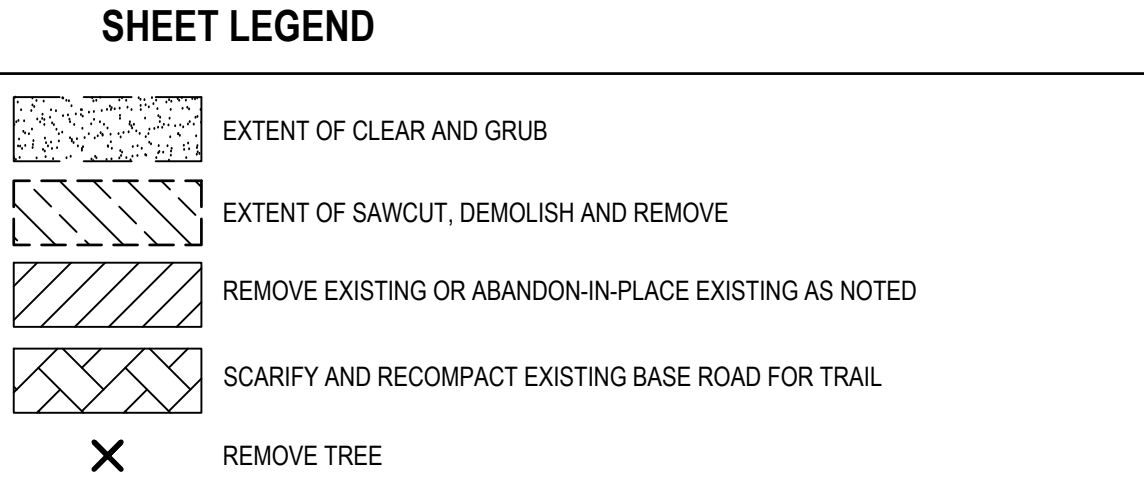 SHEET LEGEND
EXTENT OF CLEAR AND GRUB
EXTENT OF SAWCUT, DEMOLISH AND REMOVE
REMOVE EXISTING OR ABANDON-IN-PLACE EXISTING AS NOTED
SCARIFY AND RECOMPACT EXISTING BASE ROAD FOR TRAIL
REMOVE TREE